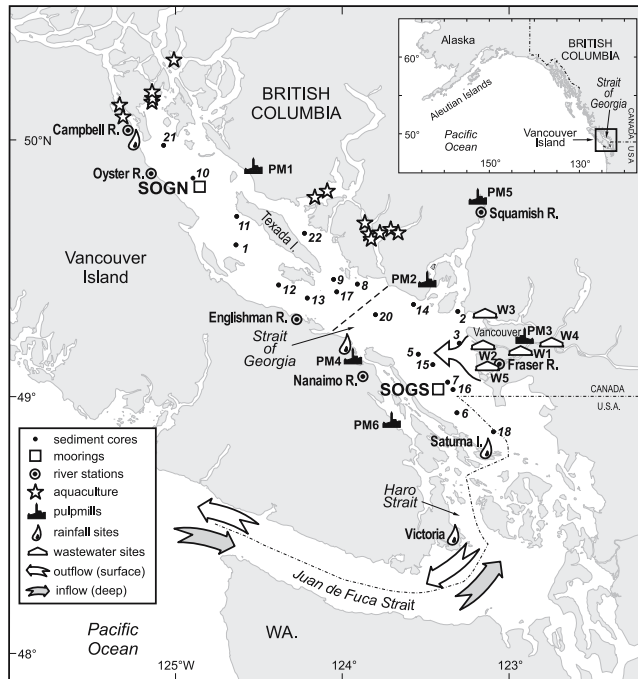 Alaska
BRITISH
COLUMBIA
60°
Aleutian Islands
Strait
of
Georgia
50°
Pacific
Ocean
Vancouver
Island
CANADA
USA
150°
130°
BRITISH
COLUMBIA
50°N
Campbell R.
21
Oyster R.
10
SOGN
PM1
PM5
Squamish R.
Texada I.
11
22
1
Vancouver
Island
9
8
12
13
17
PM2
14
2
W3
Englishman R.
20
3
Vancouver
PM3
W4
Strait
of
Georgia
W2
W1
5
PM4
15
W5
Fraser R.
Nanaimo R.
7
SOGS
16
49°N
CANADA
U.S.A.
6
PM6
18
Saturna I.
sediment cores
moorings
river stations
aquaculture
pulpmills
rainfall sites
wastewater sites
outflow (surface)
inflow (deep)
Haro
Strait
Victoria
Juan de Fuca Strait
Pacific
Ocean
WA.
48°
125°W
124°
123°